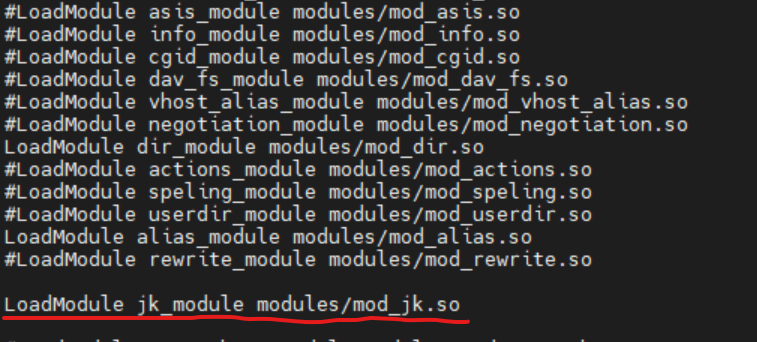 #LoadModule asis_module modules/mod_asis.so
#LoadModule info_module modules/mod_info.so
#LoadModule cgid_module modules/mod_cgid.so
#LoadModule dav_fs_module modules/mod_dav_fs.so
#LoadModule vhost_alias_module modules/mod_vhost_alias.so
#LoadModule negotiation_module modules/mod_negotiation.so
LoadModule dir_module modules/mod_dir.so
#LoadModule actions_module modules/mod_actions.so
#LoadModule speling_module modules/mod_speling.so
#LoadModule userdir_module modules/mod_userdir.so
LoadModule alias_module modules/mod_alias.so
#LoadModule rewrite_module modules/mod_rewrite.so
LoadModule jk_module modules/mod_jk.so